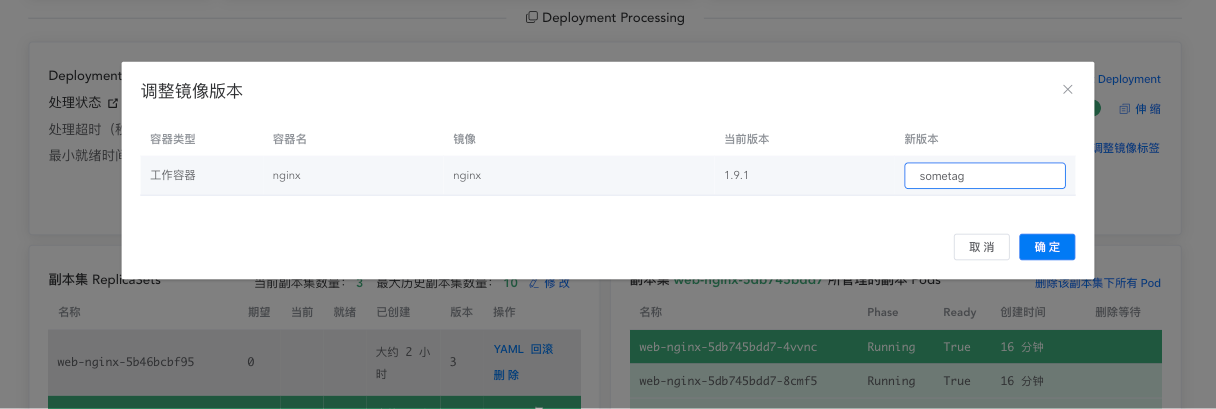 Deployment Processing
Deployment
Deployment
处理状态
伸 缩
处理超时（
最小就绪时间
调整镜像标签
调整镜像版本
容器类型 容器名 镜像 当前版本 新版本
工作容器 nginx nginx 1.9.1 sometag
取 消 确 定
副本集 ReplicaSets 当前副本集数量： 3 最大历史副本集数量： 10 修 改
名称 期望 当前 就绪 已创建 版本 操作
web-nginx-5b46bcbf95 0 大约 2 小时 3 YAML 回滚
删 除
副本集 web-nginx-5db745bdd7 所管理的副本 Pods 删除该副本集下所有 Pod
名称 Phase Ready 创建时间 删除等待
web-nginx-5db745bdd7-4vvnc Running True 16 分钟
web-nginx-5db745bdd7-8cmf5 Running True 16 分钟